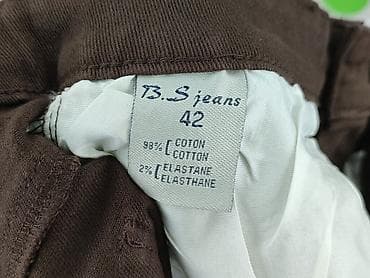 B.S jeans
42
98% [ COTON
COTTON
2% [ ELASTANE
ELASTHANE